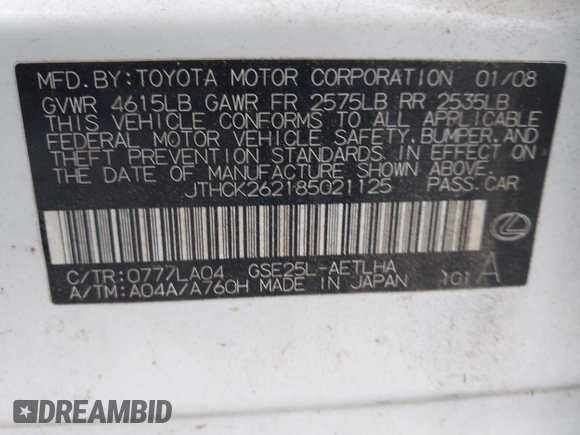 MFD. BY: TOYOTA MOTOR CORPORATION 01/08
GVWR 4615LB GAWR FR 2575LB RR 2535LB
THIS VEHICLE CONFORMS TO ALL APPLICABLE
FEDERAL MOTOR VEHICLE SAFETY, BUMPER, AND
THEFT PREVENTION STANDARDS IN EFFECT ON
THE DATE OF MANUFACTURE SHOWN ABOVE.
JTHCK262185021125 PASS. CAR
C/TR: 0777LA04 GSE25L-AETLHA
A/TM: A04A/A760H MADE IN JAPAN 101 A
DREAMBID